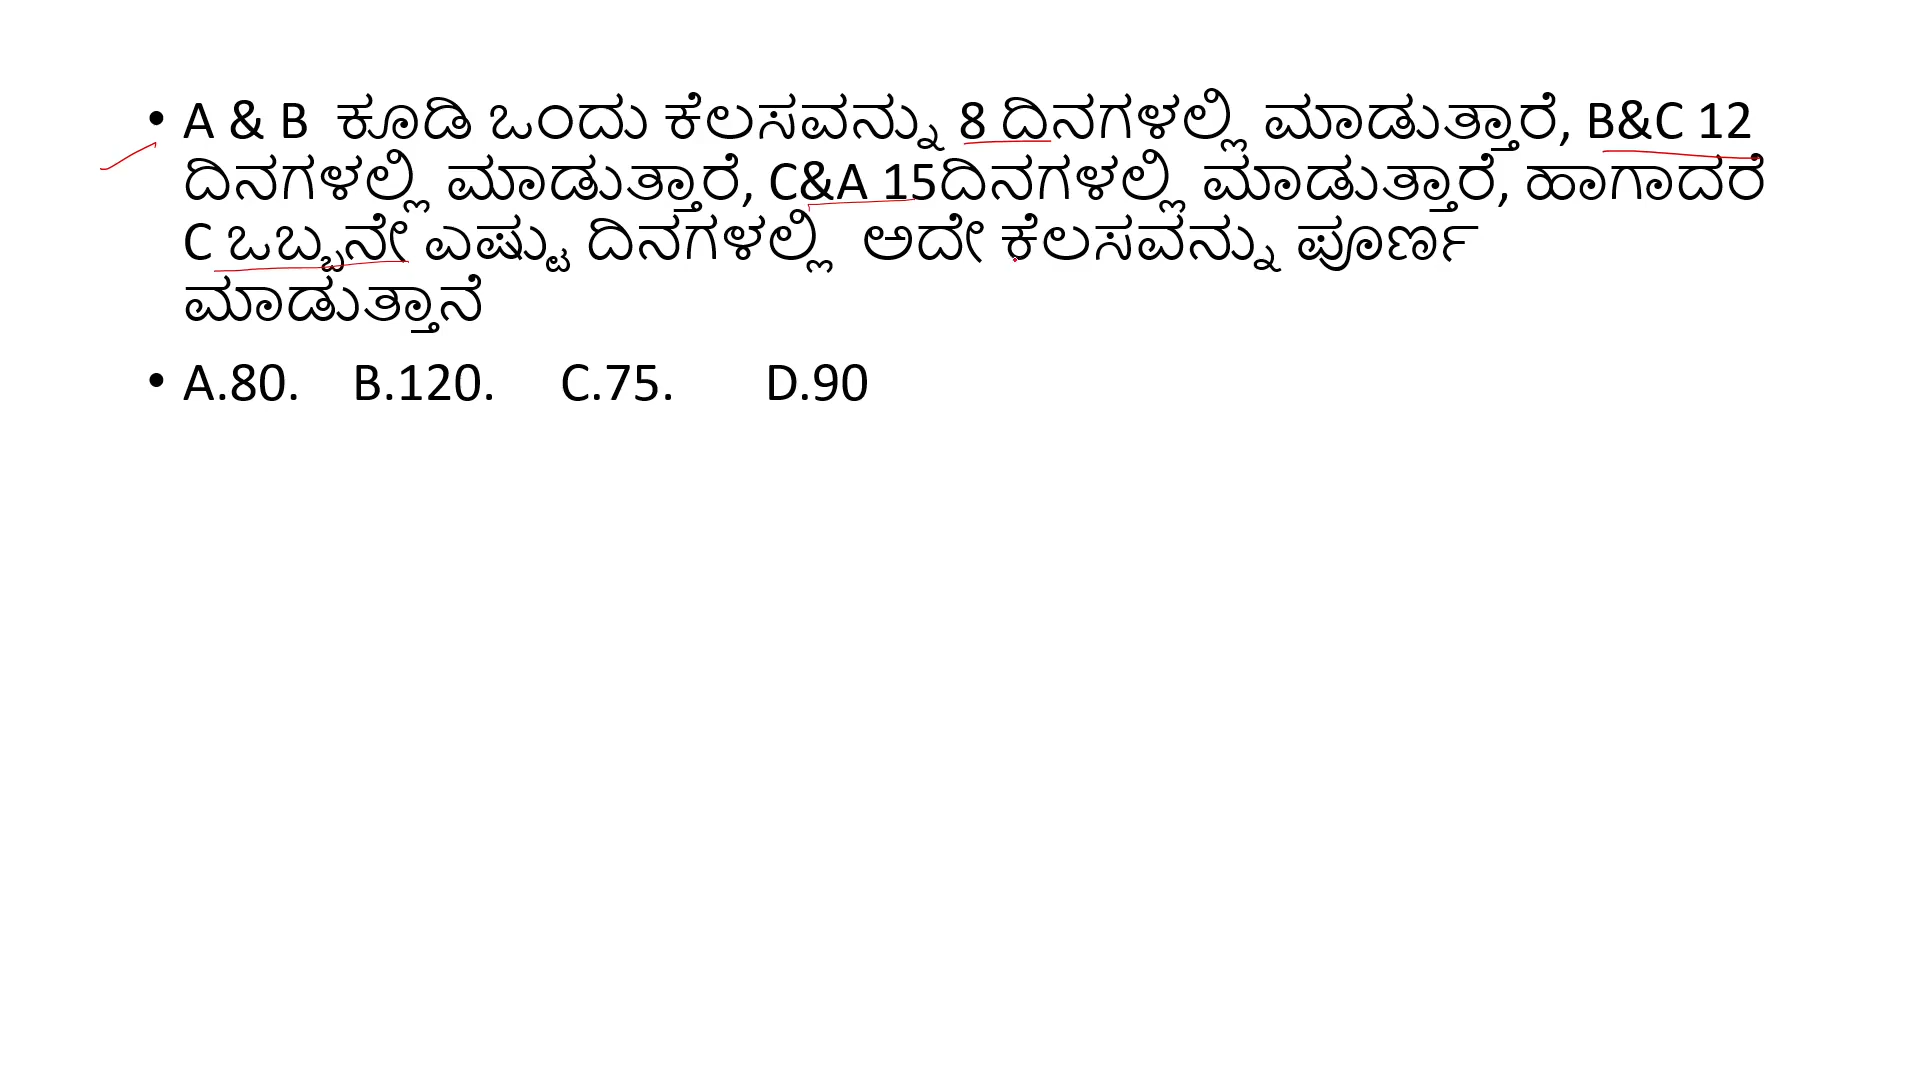 • A & B ಕೂಡಿ ಒಂದು ಕೆಲಸವನ್ನು 8 ದಿನಗಳಲ್ಲಿ ಮಾಡುತ್ತಾರೆ, B&C 12
ದಿನಗಳಲ್ಲಿ ಮಾಡುತ್ತಾರೆ, C&A 15ದಿನಗಳಲ್ಲಿ ಮಾಡುತ್ತಾರೆ, ಹಾಗಾದರೆ
C ಒಬ್ಬನೇ ಎಷ್ಟು ದಿನಗಳಲ್ಲಿ ಅದೇ ಕೆಲಸವನ್ನು ಪೂರ್ಣ
ಮಾಡುತ್ತಾನೆ
• A.80. B.120. C.75. D.90